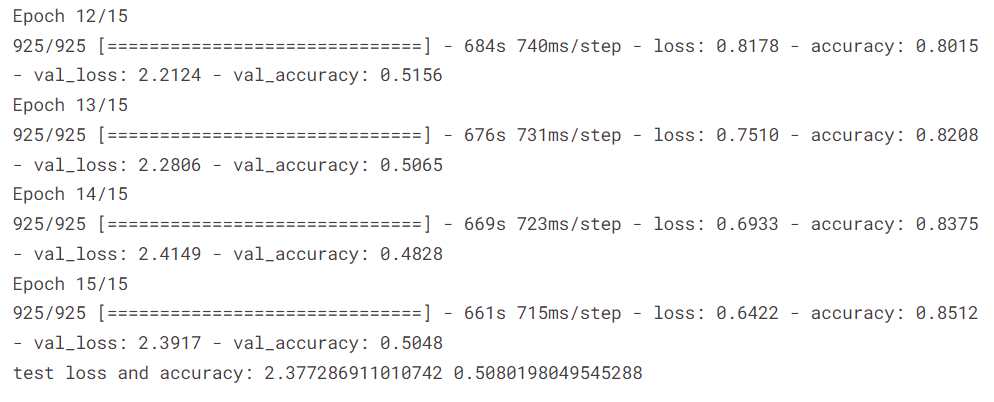 Epoch 12/15
925/925 [==============================] - 684s 740ms/step - loss: 0.8178 - accuracy: 0.8015
- val_loss: 2.2124 - val_accuracy: 0.5156
Epoch 13/15
925/925 [==============================] - 676s 731ms/step - loss: 0.7510 - accuracy: 0.8208
- val_loss: 2.2806 - val_accuracy: 0.5065
Epoch 14/15
925/925 [==============================] - 669s 723ms/step - loss: 0.6933 - accuracy: 0.8375
- val_loss: 2.4149 - val_accuracy: 0.4828
Epoch 15/15
925/925 [==============================] - 661s 715ms/step - loss: 0.6422 - accuracy: 0.8512
- val_loss: 2.3917 - val_accuracy: 0.5048
test loss and accuracy: 2.377286911010742 0.5080198049545288